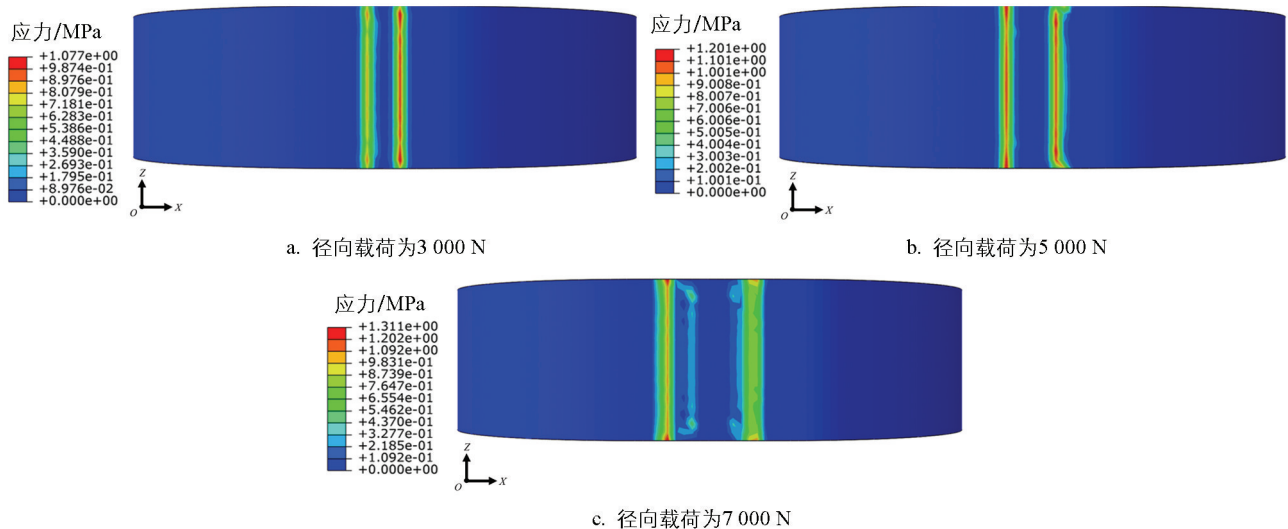 应力/MPa
+1.077e+00
+9.874e-01
+8.976e-01
+8.079e-01
+7.181e-01
+6.283e-01
+5.386e-01
+4.488e-01
+3.590e-01
+2.693e-01
+1.795e-01
+8.976e-02
+0.000e+00
Z
O
X
a. 径向载荷为3 000 N
应力/MPa
+1.201e+00
+1.101e+00
+1.001e+00
+9.008e-01
+8.007e-01
+7.006e-01
+6.006e-01
+5.005e-01
+4.004e-01
+3.003e-01
+2.002e-01
+1.001e-01
+0.000e+00
Z
O
X
b. 径向载荷为5 000 N
应力/MPa
+1.311e+00
+1.202e+00
+1.092e+00
+9.831e-01
+8.739e-01
+7.647e-01
+6.554e-01
+5.462e-01
+4.370e-01
+3.277e-01
+2.185e-01
+1.092e-01
+0.000e+00
Z
O
X
c. 径向载荷为7 000 N